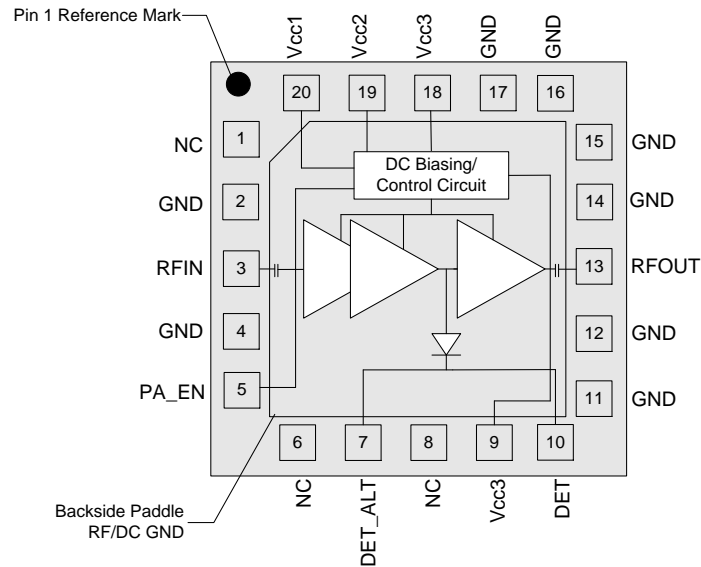 Pin 1 Reference Mark
Vcc1
Vcc2
Vcc3
GND
GND
20
19
18
17
16
NC
1
15
GND
DC Biasing/
Control Circuit
GND
2
14
GND
RFIN
3
13
RFOUT
GND
4
12
GND
PA_EN
5
11
GND
6
7
8
9
10
NC
DET_ALT
NC
Vcc3
DET
Backside Paddle
RF/DC GND